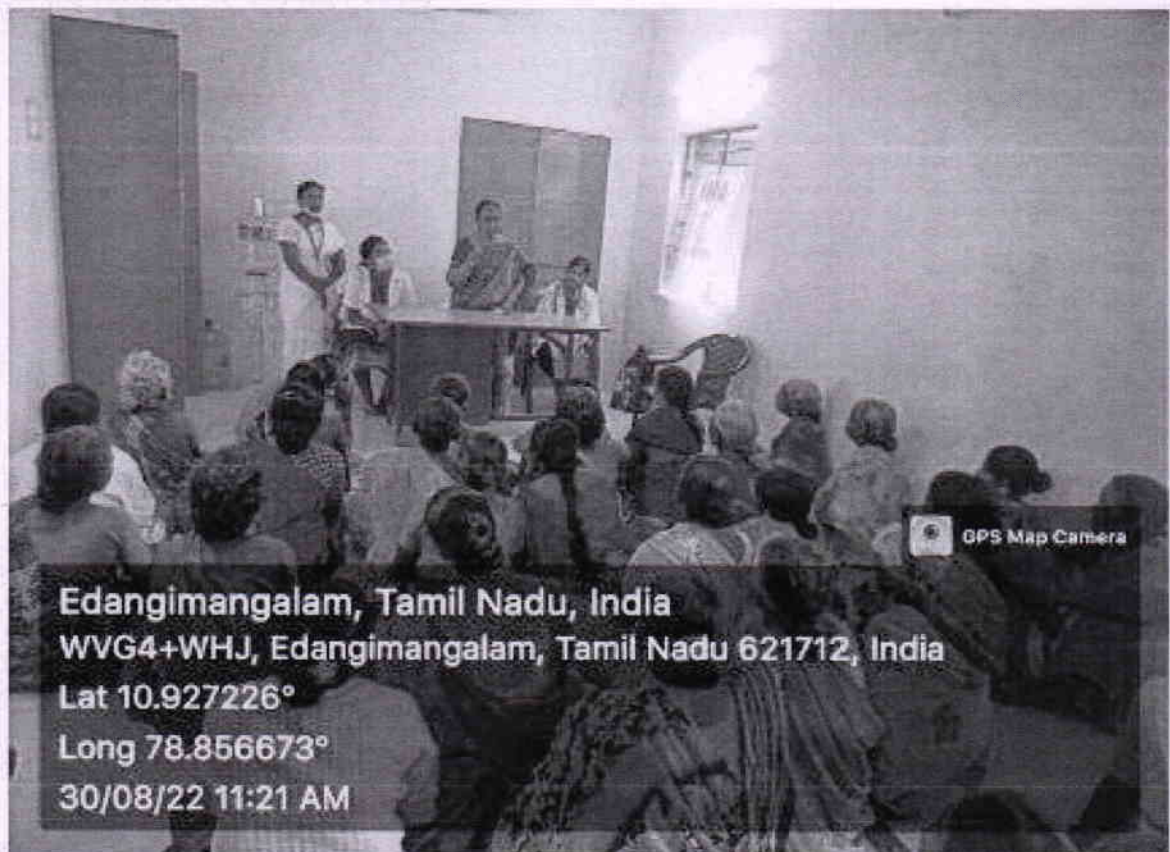 GPS Map Camera
Edangimangalam, Tamil Nadu, India
WVG4+WHJ, Edangimangalam, Tamil Nadu 621712, India
Lat 10.927226°
Long 78.856673°
30/08/22 11:21 AM